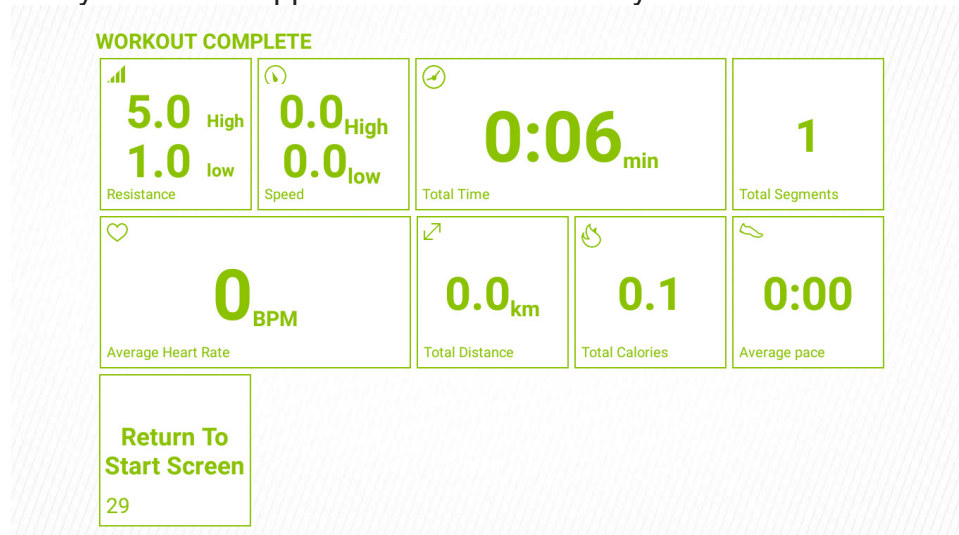 WORKOUT COMPLETE
5.0 High
1.0 low
Resistance
0.0 High
0.0 low
Speed
0:06 min
Total Time
1
Total Segments
0 BPM
Average Heart Rate
0.0 km
Total Distance
0.1
Total Calories
0:00
Average pace
Return To
Start Screen
29